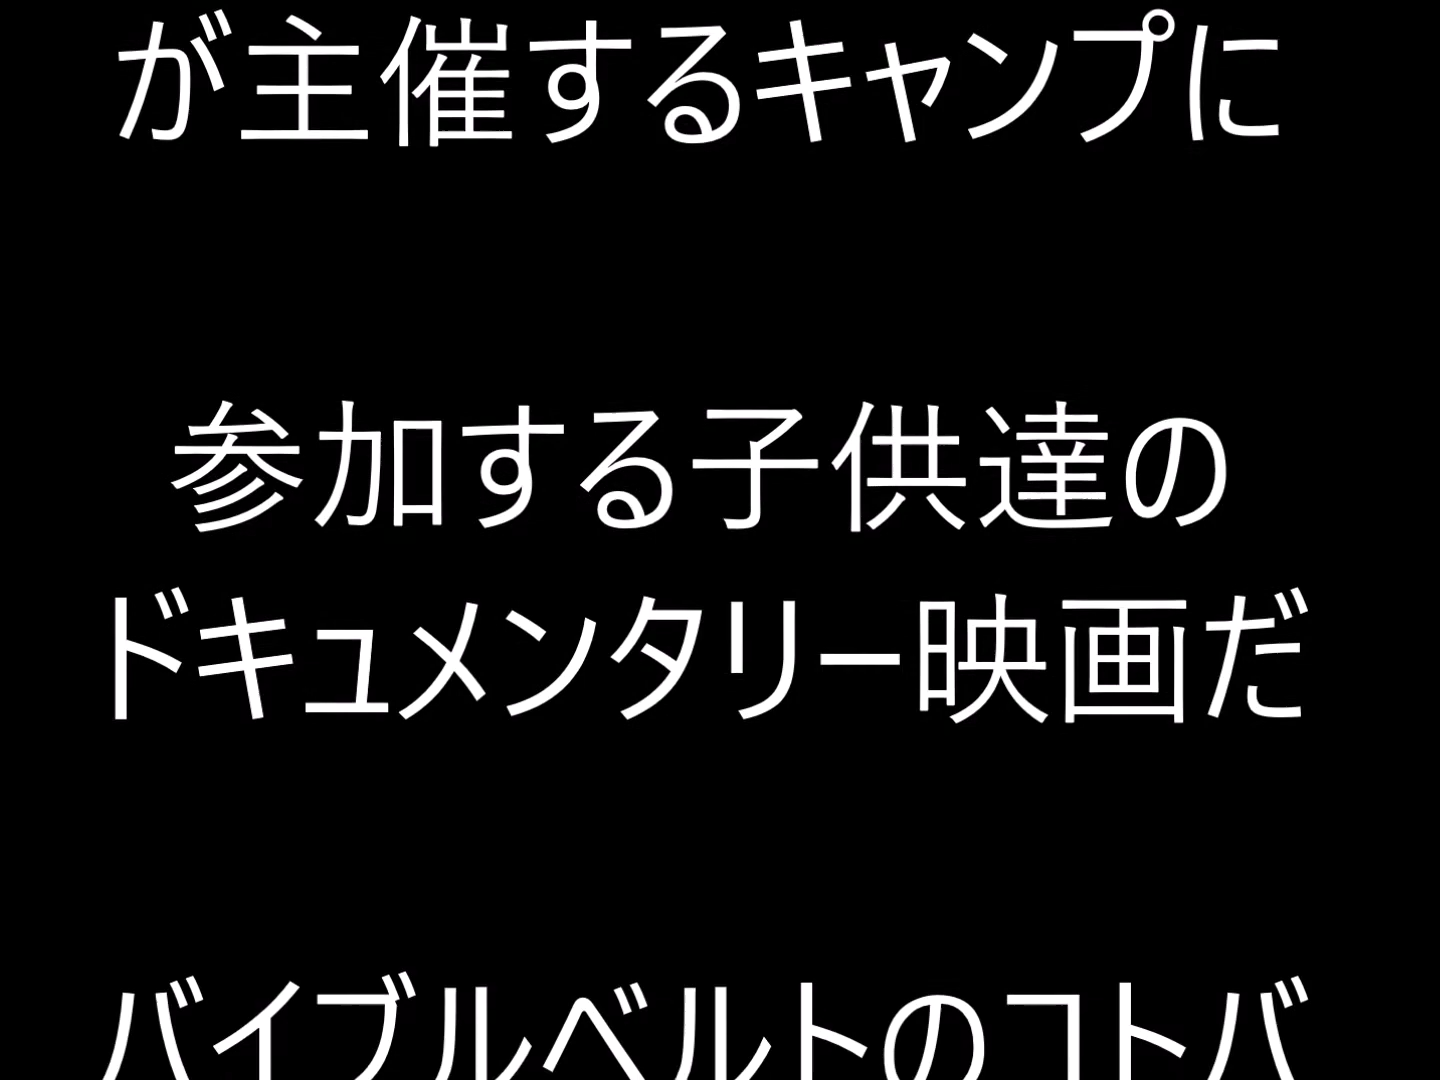 が主催するキャンプに
参加する子供達の
ドキュメンタリー映画だ
バイブルベルトのコトバ